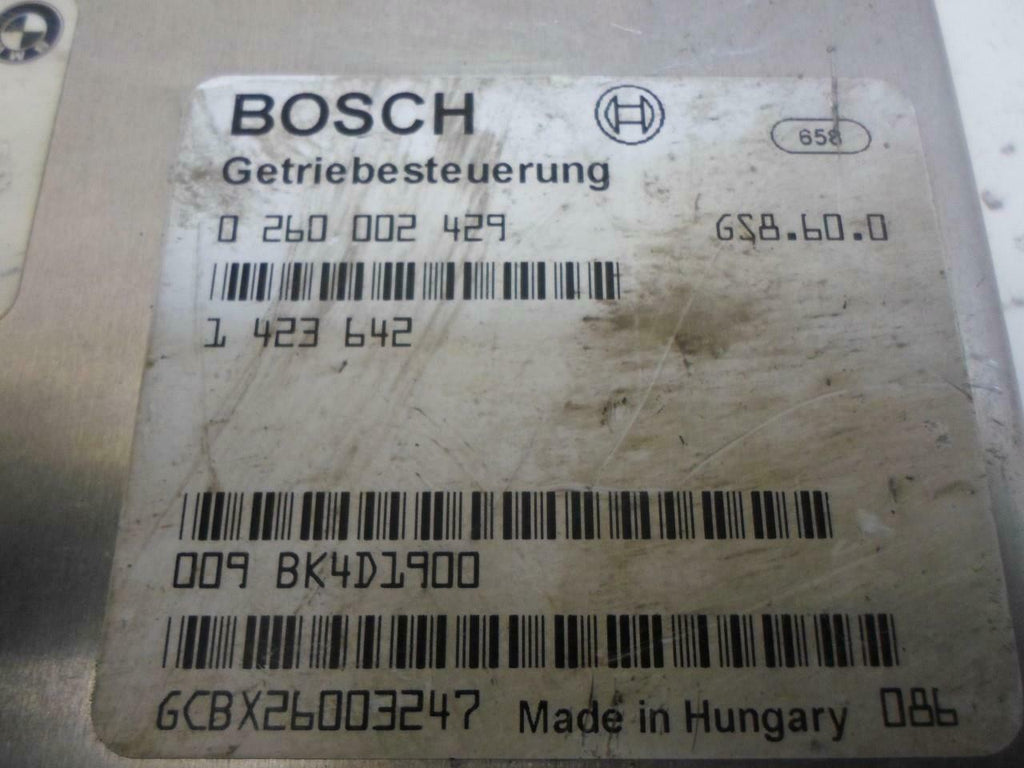 BMW
BOSCH
658
Getriebesteuerung
0 260 002 429 GS8.60.0
1 423 642
009 BK4D1900
GCBX26003247 Made in Hungary 086